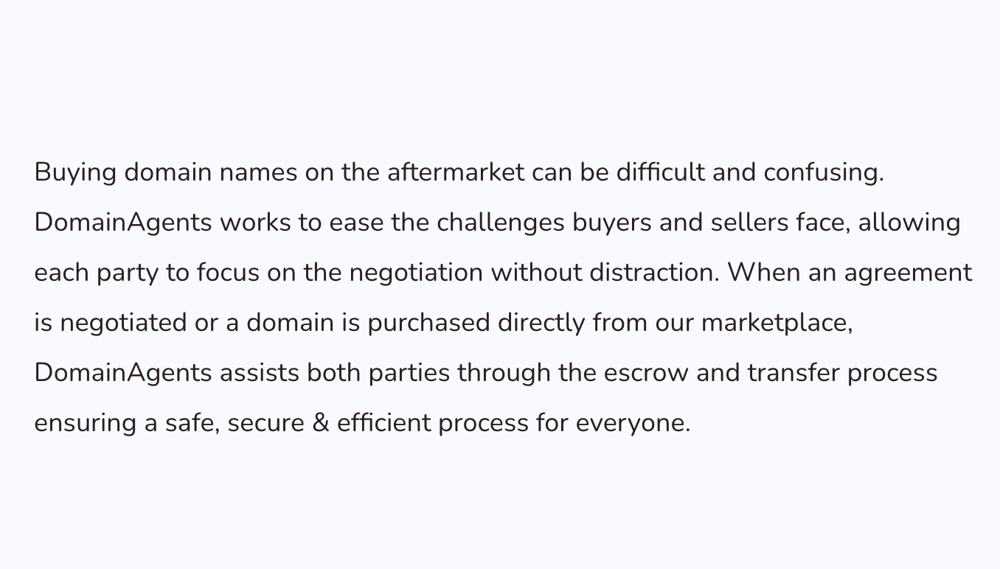 Buying domain names on the aftermarket can be difficult and confusing.
DomainAgents works to ease the challenges buyers and sellers face, allowing
each party to focus on the negotiation without distraction. When an agreement
is negotiated or a domain is purchased directly from our marketplace,
DomainAgents assists both parties through the escrow and transfer process
ensuring a safe, secure & efficient process for everyone.